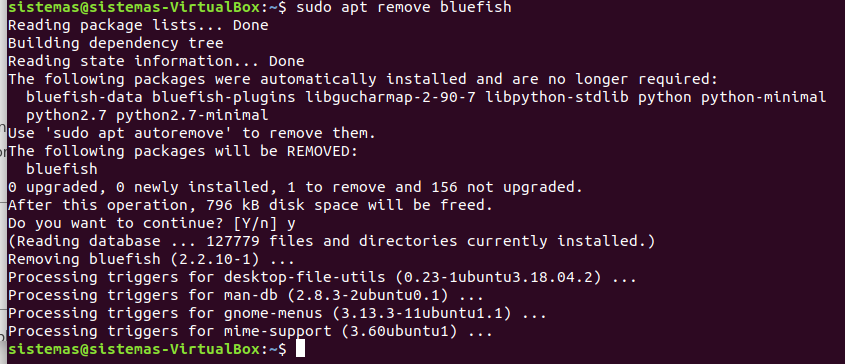 sistemas@sistemas-VirtualBox:~$ sudo apt remove bluefish
Reading package lists... Done
Building dependency tree
Reading state information... Done
The following packages were automatically installed and are no longer required:
  bluefish-data bluefish-plugins libgucharmap-2-90-7 libpython-stdlib python python-minimal
  python2.7 python2.7-minimal
Use 'sudo apt autoremove' to remove them.
The following packages will be REMOVED:
  bluefish
0 upgraded, 0 newly installed, 1 to remove and 156 not upgraded.
After this operation, 796 kB disk space will be freed.
Do you want to continue? [Y/n] y
(Reading database ... 127779 files and directories currently installed.)
Removing bluefish (2.2.10-1) ...
Processing triggers for desktop-file-utils (0.23-1ubuntu3.18.04.2) ...
Processing triggers for man-db (2.8.3-2ubuntu0.1) ...
Processing triggers for gnome-menus (3.13.3-11ubuntu1.1) ...
Processing triggers for mime-support (3.60ubuntu1) ...
sistemas@sistemas-VirtualBox:~$